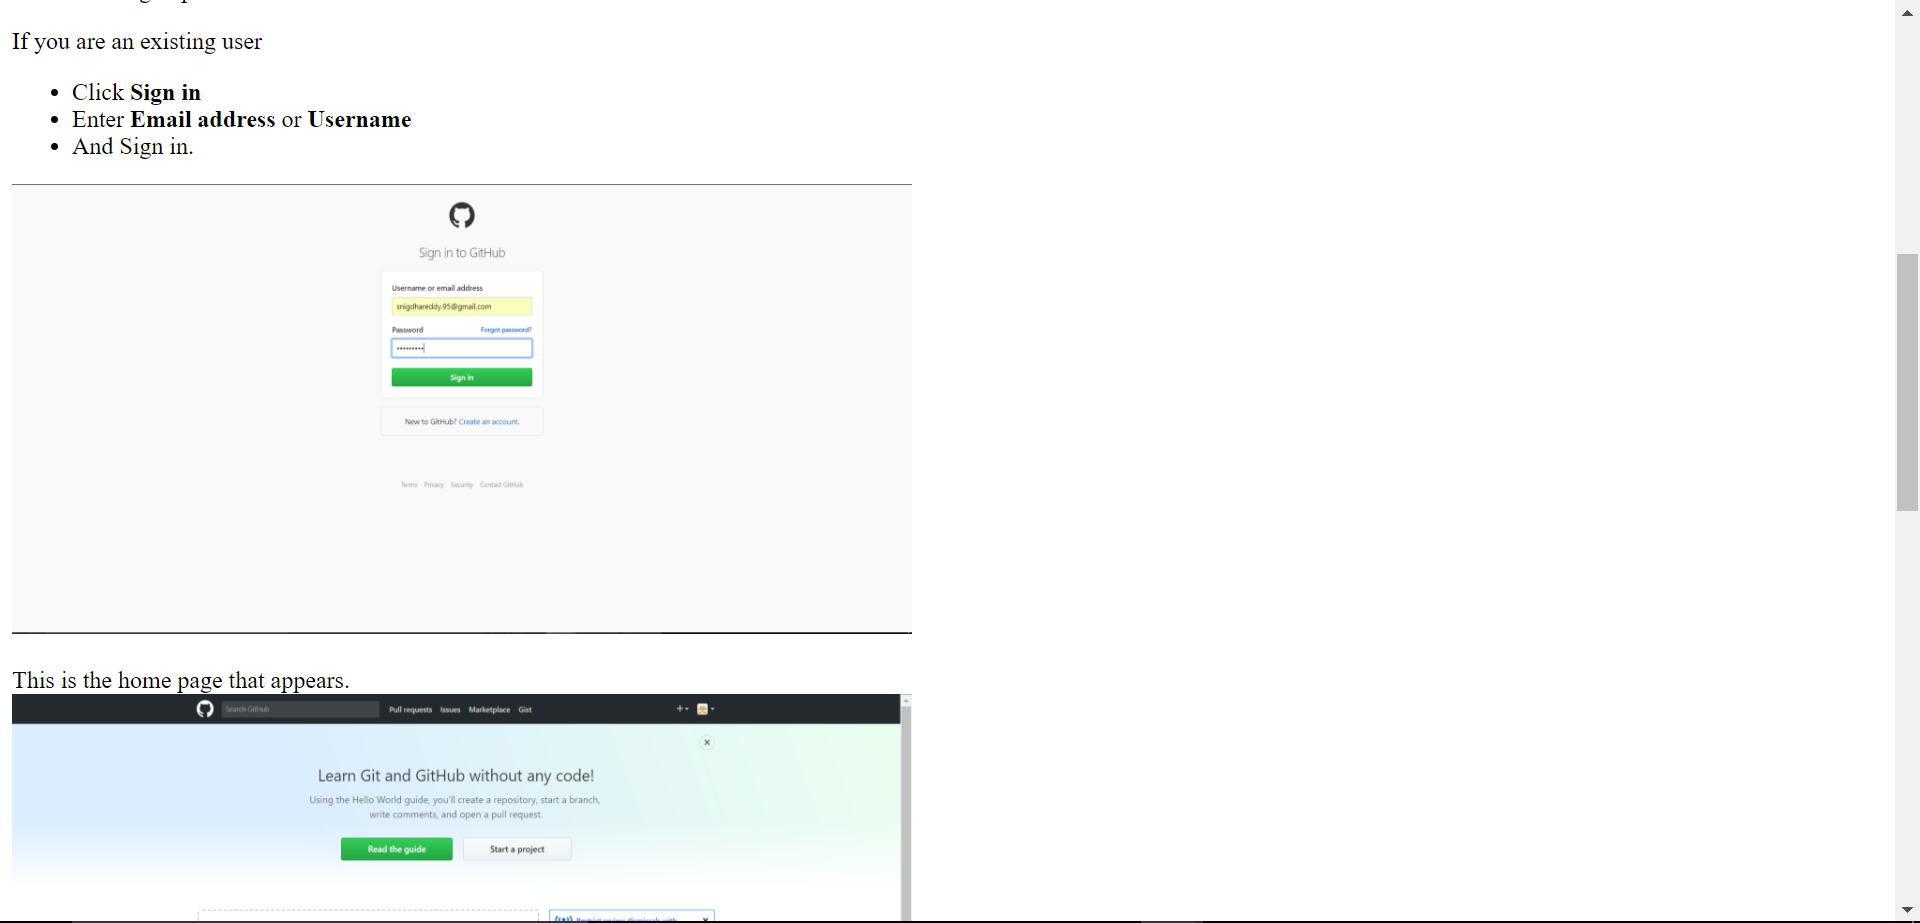 If you are an existing user
Click Sign in
Enter Email address or Username
And Sign in.
Sign in to GitHub
Username or email address
snigdhareddy.95@gmail.com
Password Forgot password?
Sign in
New to GitHub? Create an account.
Terms Privacy Security Contact GitHub
This is the home page that appears.
Search GitHub Pull requests Issues Marketplace Gist
Learn Git and GitHub without any code!
Using the Hello World guide, you'll create a repository, start a branch,
write comments, and open a pull request.
Read the guide Start a project